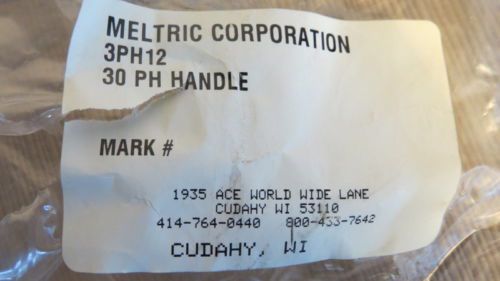 MELTRIC CORPORATION
3PH12
30 PH HANDLE
MARK #
1935 ACE WORLD WIDE LANE
CUDAHY WI 53110
414-764-0440 800-433-7642
CUDAHY, WI